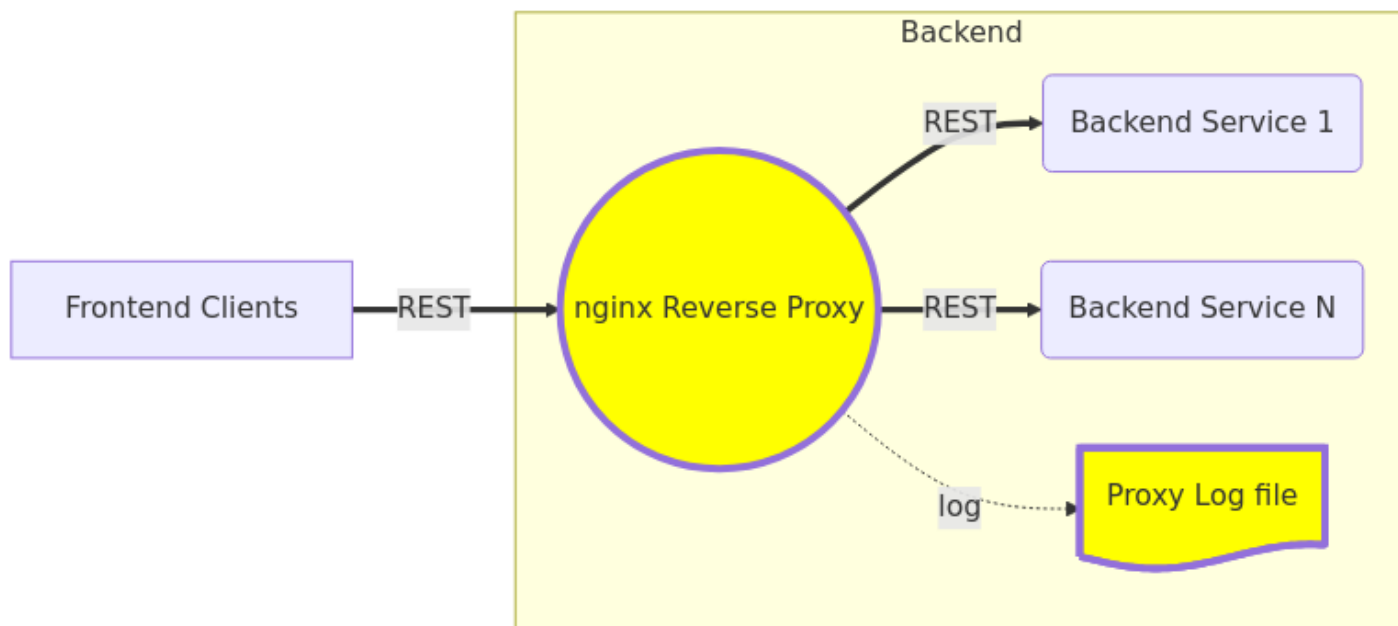 Backend
REST
Backend Service 1
Frontend Clients
REST
nginx Reverse Proxy
REST
Backend Service N
log
Proxy Log file